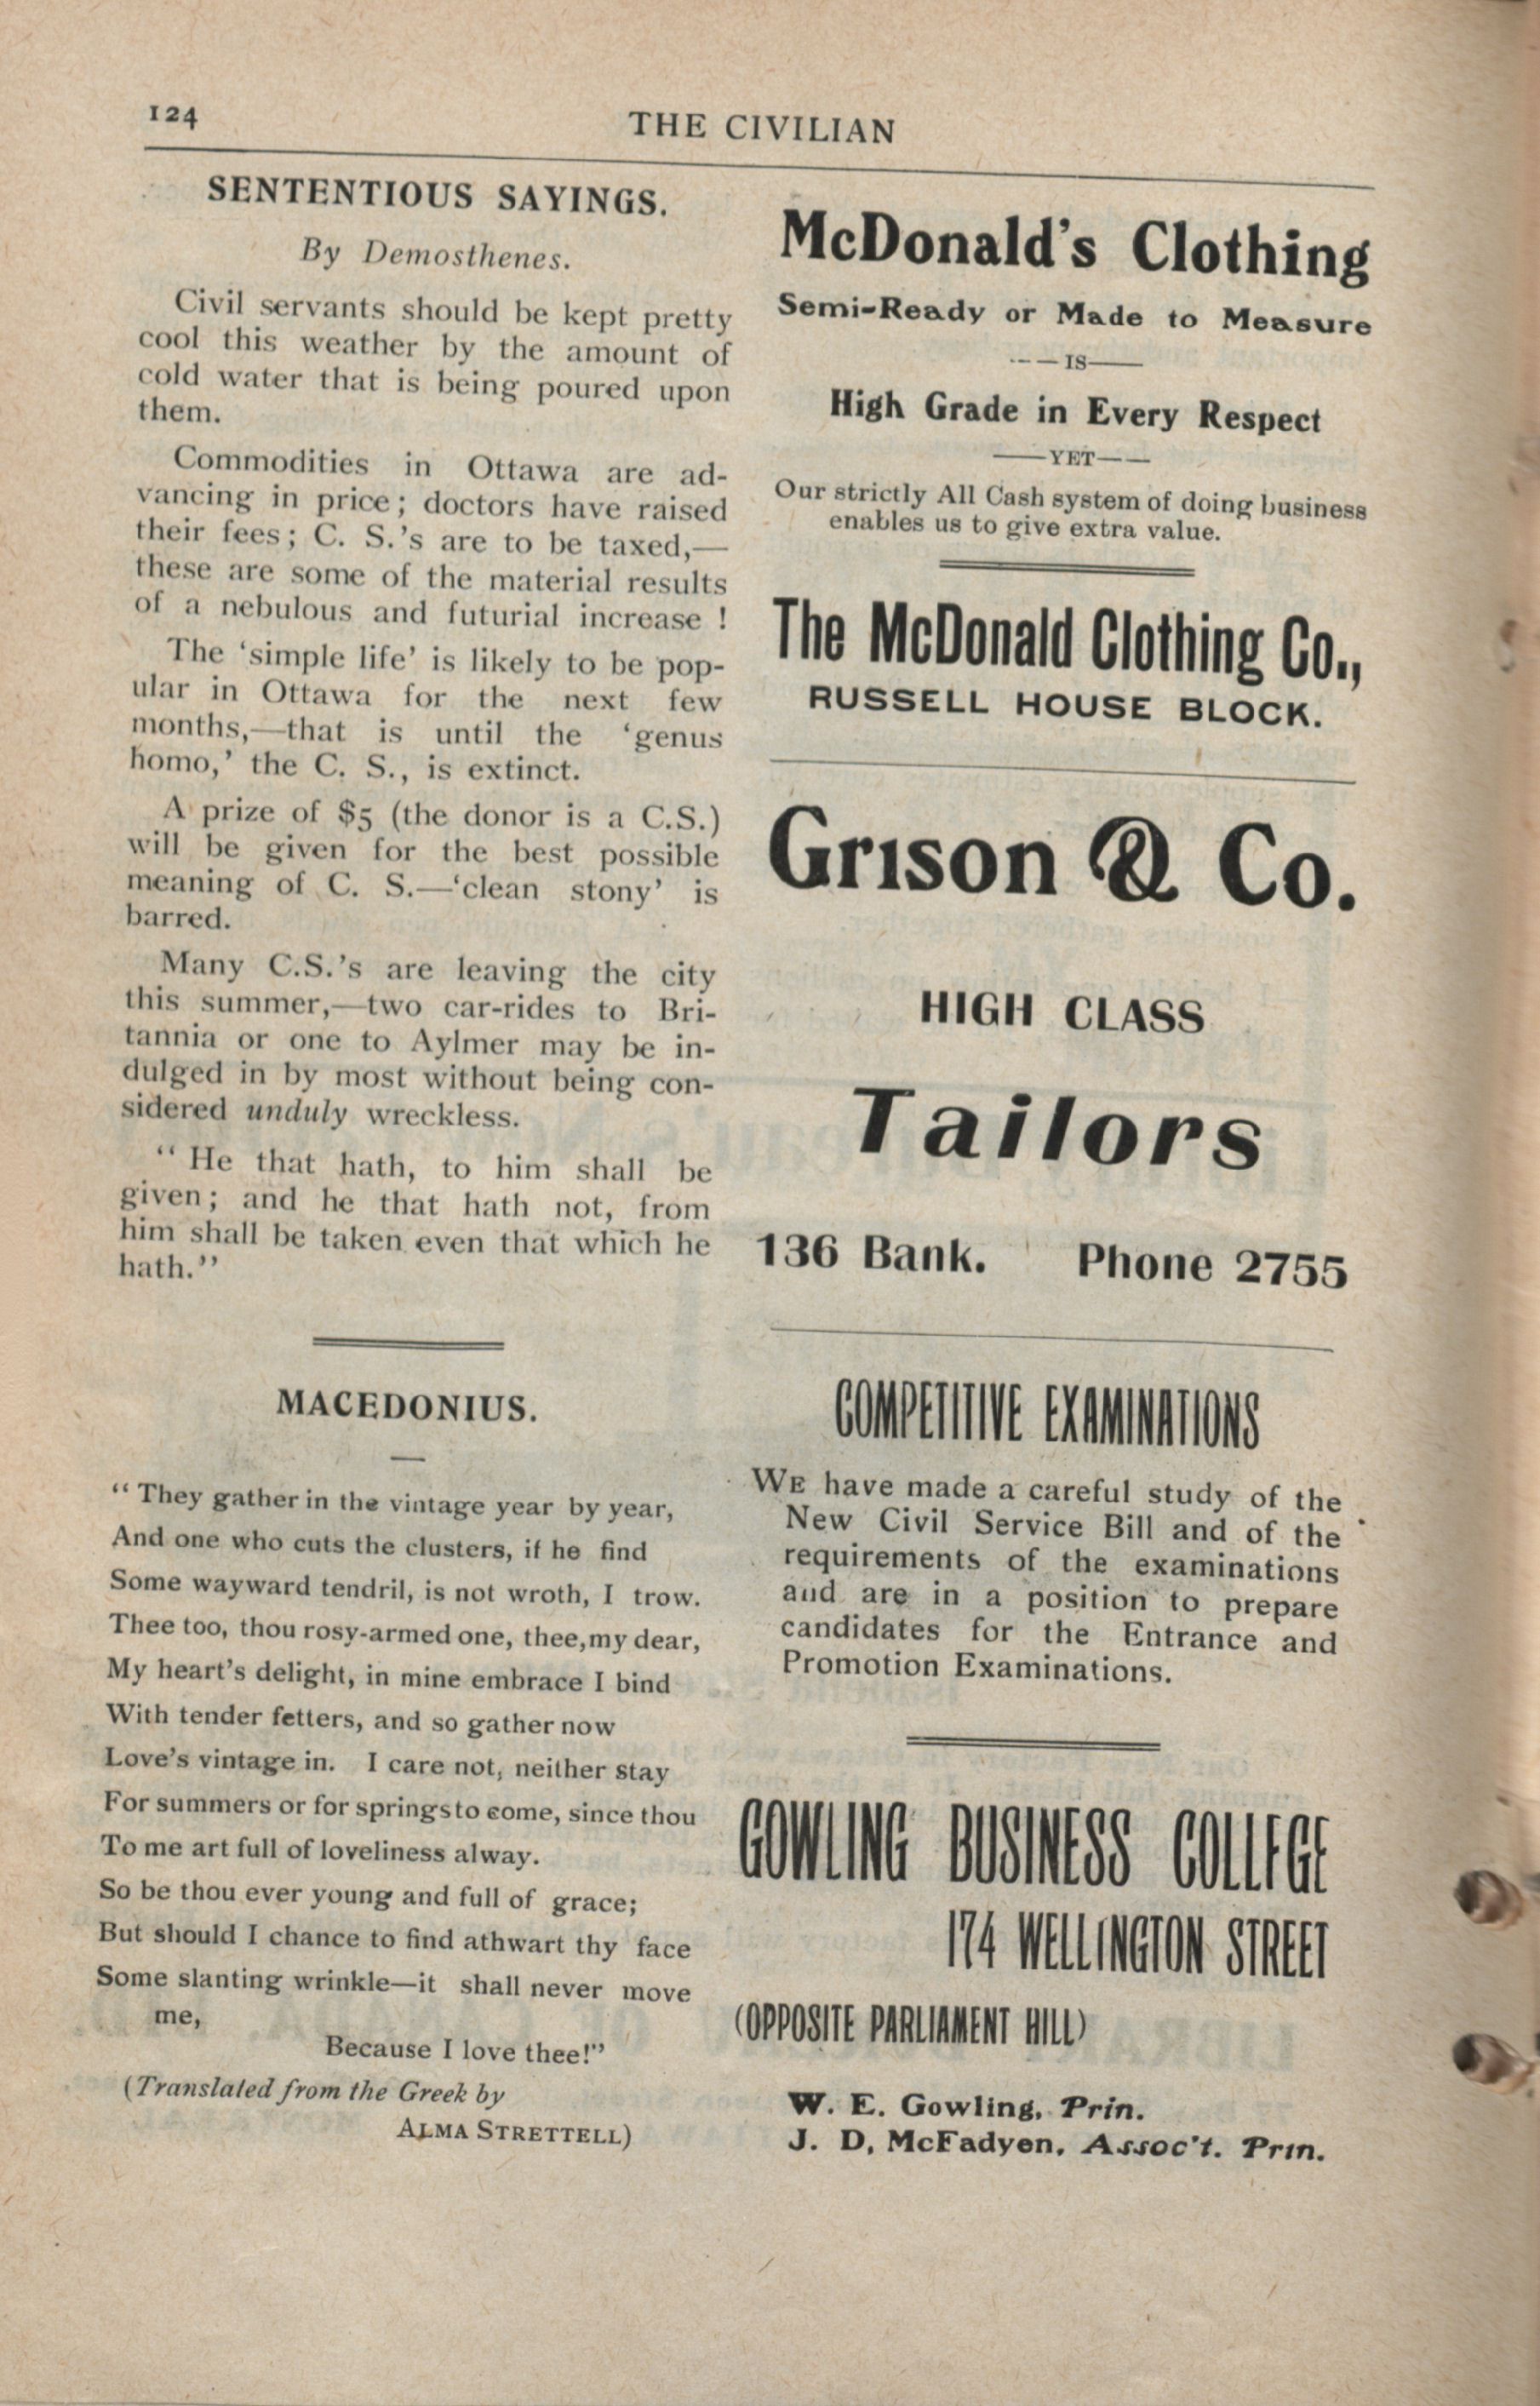 124
THE CIVILIAN
SENTENTIOUS SAYINGS.
By Demosthenes.
Civil servants should be kept pretty
cool this weather by the amount of
cold water that is being poured upon
them.
Commodities in Ottawa are ad-
vancing in price; doctors have raised
their fees; C. S.'s are to be taxed,—
these are some of the material results
of a nebulous and futurial increase !
The 'simple life' is likely to be pop-
ular in Ottawa for the next few
months,—that is until the 'genus
homo,' the C. S., is extinct.
A prize of $5 (the donor is a C.S.)
will be given for the best possible
meaning of C. S.—'clean stony' is
barred.
Many C.S.'s are leaving the city
this summer,—two car-rides to Bri-
tannia or one to Aylmer may be in-
dulged in by most without being con-
sidered unduly wreckless.
" He that hath, to him shall be
given; and he that hath not, from
him shall be taken even that which he
hath."
MACEDONIUS.
" They gather in the vintage year by year,
And one who cuts the clusters, if he find
Some wayward tendril, is not wroth, I trow.
Thee too, thou rosy-armed one, thee, my dear,
My heart's delight, in mine embrace I bind
With tender fetters, and so gather now
Love's vintage in. I care not, neither stay
For summers or for springs to come, since thou
To me art full of loveliness alway.
So be thou ever young and full of grace;
But should I chance to find athwart thy face
Some slanting wrinkle—it shall never move
me,
Because I love thee!"
(Translated from the Greek by
ALMA STRETTELL)
McDonald's Clothing
Semi-Ready or Made to Measure
——IS——
High Grade in Every Respect
——YET——
Our strictly All Cash system of doing business
enables us to give extra value.
The McDonald Clothing Co.,
RUSSELL HOUSE BLOCK.
Grison & Co.
HIGH CLASS
Tailors
136 Bank. Phone 2755
COMPETITIVE EXAMINATIONS
WE have made a careful study of the
New Civil Service Bill and of the
requirements of the examinations
and are in a position to prepare
candidates for the Entrance and
Promotion Examinations.
GOWLING BUSINESS COLLEGE
174 WELLINGTON STREET
(OPPOSITE PARLIAMENT HILL)
W. E. Gowling, Prin.
J. D. McFadyen, Assoc't. Prin.